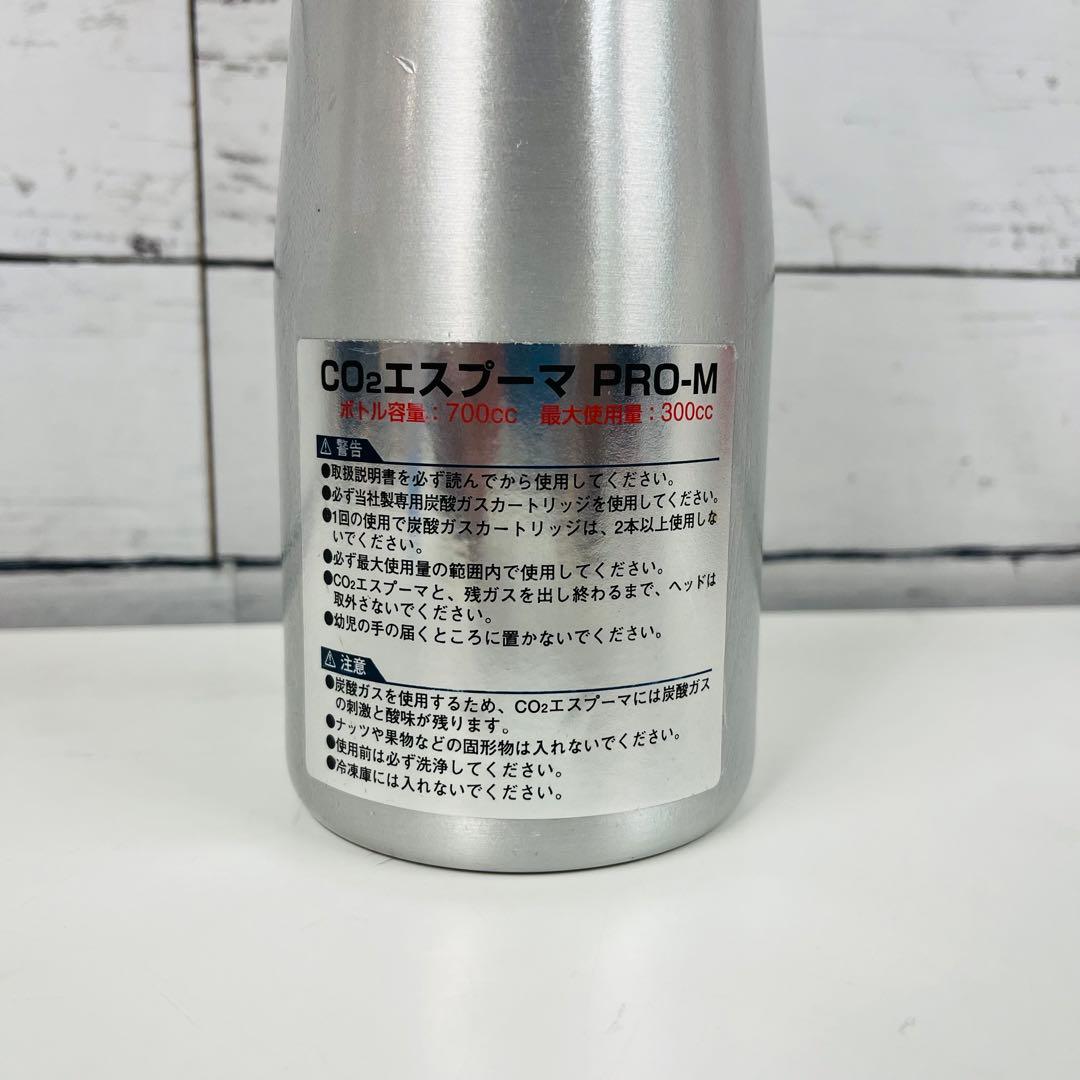 CO₂エスプーマ PRO-M
ボトル容量：700cc 最大使用量：300cc
⚠ 警告
●取扱説明書を必ず読んでから使用してください。
●必ず当社製専用炭酸ガスカートリッジを使用してください。
●1回の使用で炭酸ガスカートリッジは、2本以上使用しな
いでください。
●必ず最大使用量の範囲内で使用してください。
●CO₂エスプーマと、残ガスを出し終わるまで、ヘッドは
取外さないでください。
●幼児の手の届くところに置かないでください。
⚠ 注意
●炭酸ガスを使用するため、CO₂エスプーマには炭酸ガス
の刺激と酸味が残ります。
●ナッツや果物などの固形物は入れないでください。
●使用前は必ず洗浄してください。
●冷凍庫には入れないでください。